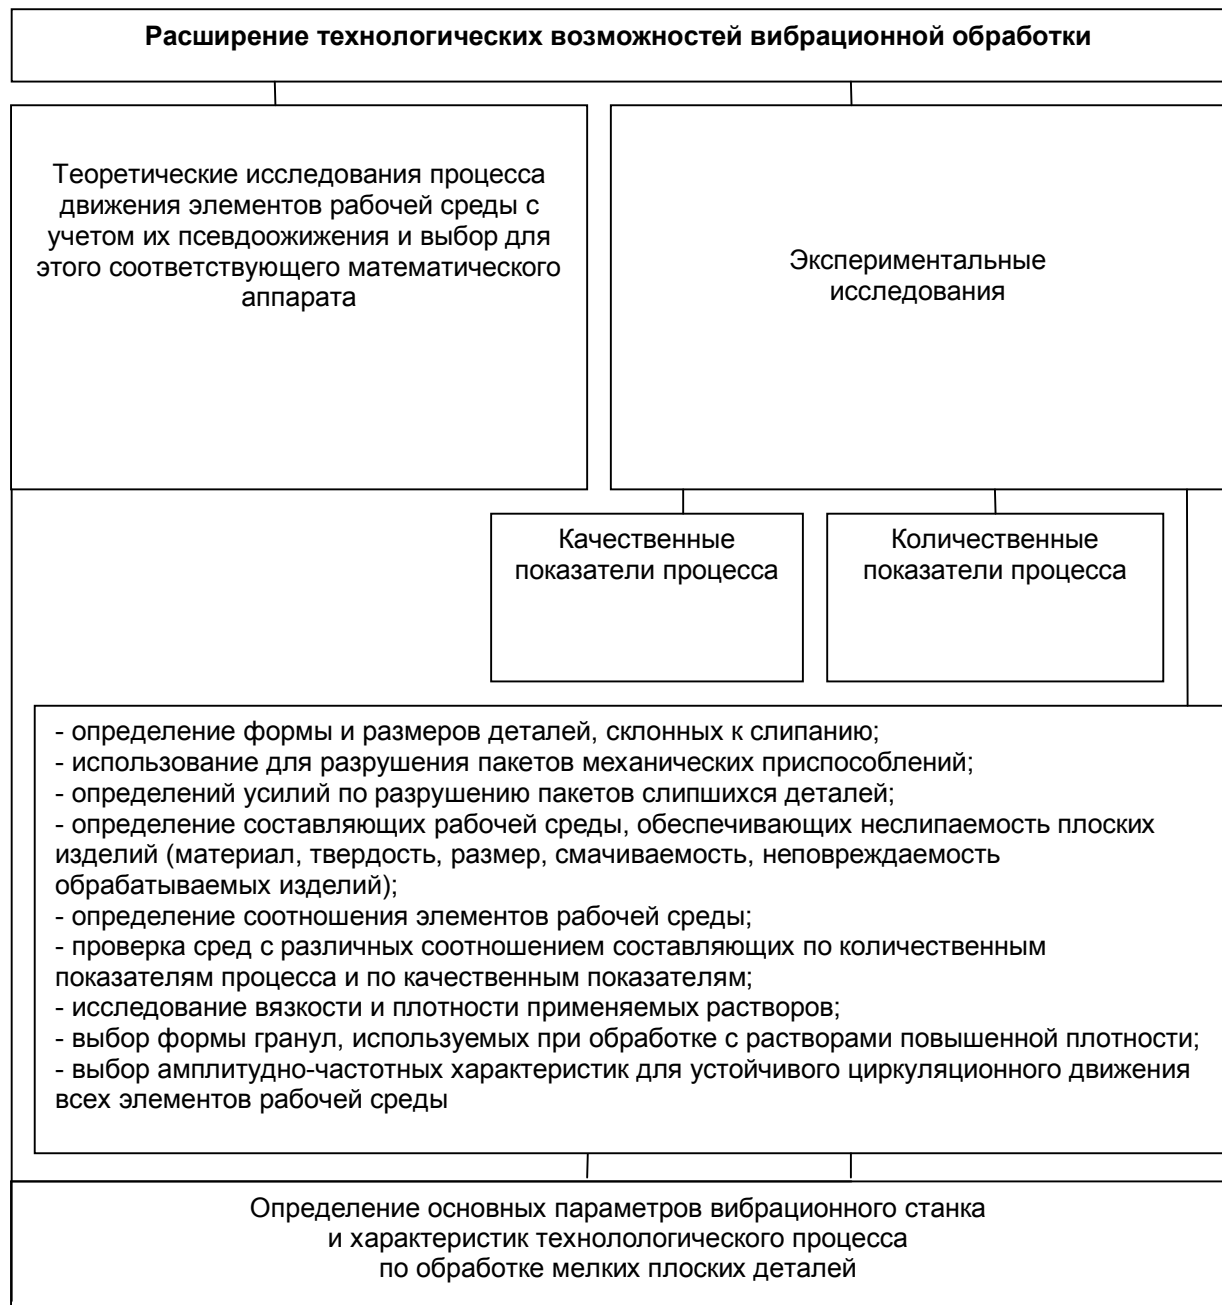 Расширение технологических возможностей вибрационной обработки
Теоретические исследования процесса
движения элементов рабочей среды с
учетом их псевдоожижения и выбор для
этого соответствующего математического
аппарата
Экспериментальные
исследования
Качественные
показатели процесса
Количественные
показатели процесса
- определение формы и размеров деталей, склонных к слипанию;
- использование для разрушения пакетов механических приспособлений;
- определений усилий по разрушению пакетов слипшихся деталей;
- определение составляющих рабочей среды, обеспечивающих неслипаемость плоских
изделий (материал, твердость, размер, смачиваемость, неповреждаемость
обрабатываемых изделий);
- определение соотношения элементов рабочей среды;
- проверка сред с различных соотношением составляющих по количественным
показателям процесса и по качественным показателям;
- исследование вязкости и плотности применяемых растворов;
- выбор формы гранул, используемых при обработке с растворами повышенной плотности;
- выбор амплитудно-частотных характеристик для устойчивого циркуляционного движения
всех элементов рабочей среды
Определение основных параметров вибрационного станка
и характеристик технолологического процесса
по обработке мелких плоских деталей